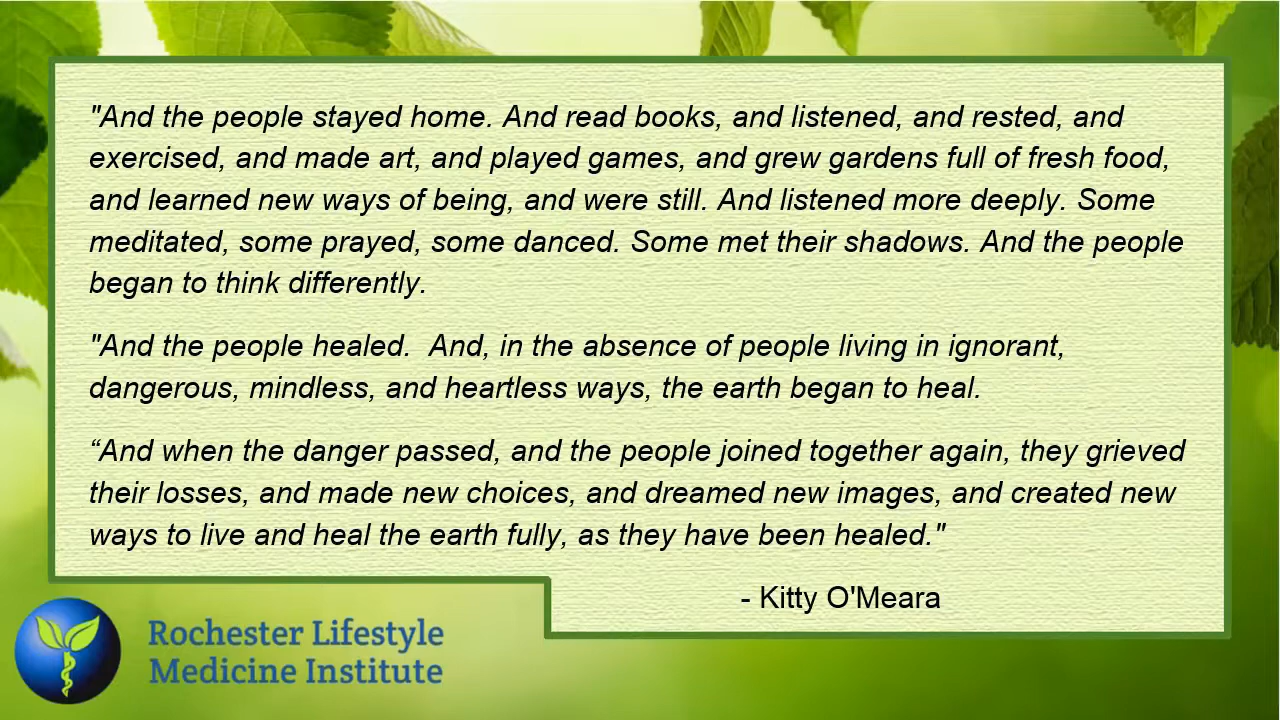 "And the people stayed home. And read books, and listened, and rested, and
exercised, and made art, and played games, and grew gardens full of fresh food,
and learned new ways of being, and were still. And listened more deeply. Some
meditated, some prayed, some danced. Some met their shadows. And the people
began to think differently.
"And the people healed.  And, in the absence of people living in ignorant,
dangerous, mindless, and heartless ways, the earth began to heal.
“And when the danger passed, and the people joined together again, they grieved
their losses, and made new choices, and dreamed new images, and created new
ways to live and heal the earth fully, as they have been healed."
- Kitty O'Meara
Rochester Lifestyle
Medicine Institute